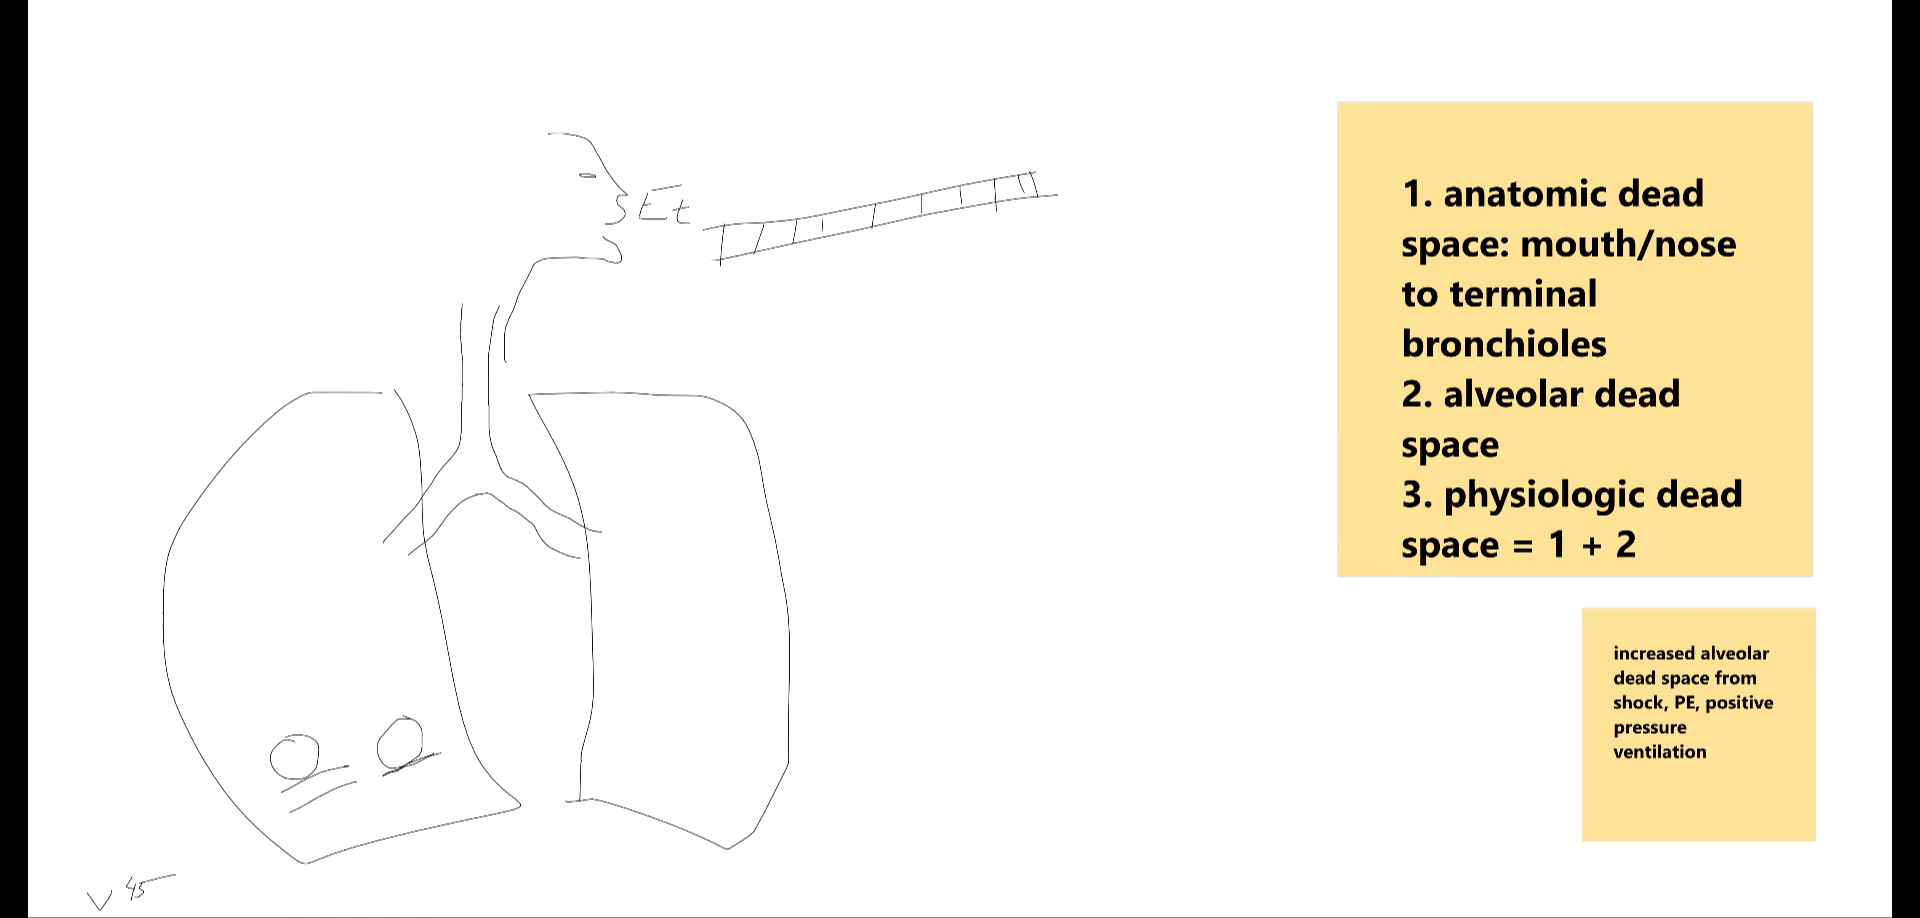 Et
1. anatomic dead
space: mouth/nose
to terminal
bronchioles
2. alveolar dead
space
3. physiologic dead
space = 1 + 2
increased alveolar
dead space from
shock, PE, positive
pressure
ventilation
V 45